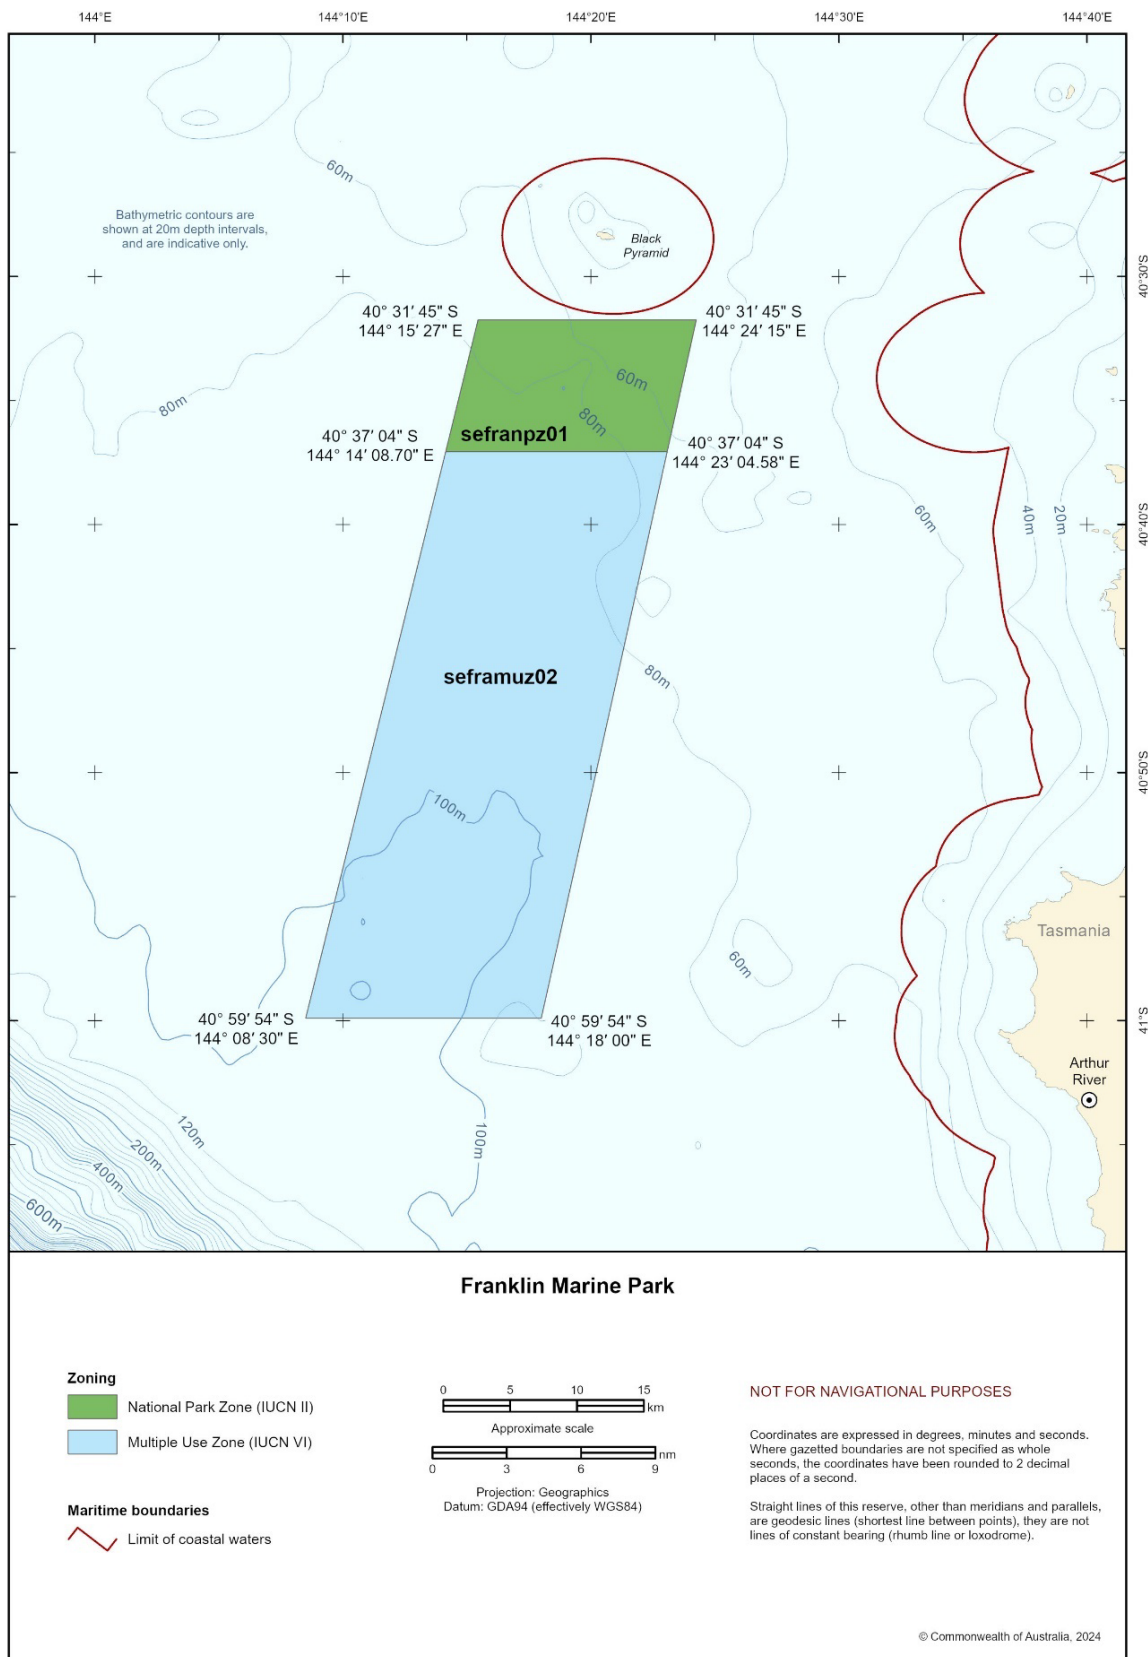 144°E
144°10'E
144°20'E
144°30'E
144°40'E
60m
Bathymetric contours are
shown at 20m depth intervals,
and are indicative only.
Black
Pyramid
40°30'S
40° 31' 45" S
144° 15' 27" E
40° 31' 45" S
144° 24' 15" E
80m
60m
80m
sefranpz01
40° 37' 04" S
144° 14' 08.70" E
40° 37' 04" S
144° 23' 04.58" E
60m
40m
20m
40°40'S
seframuz02
80m
40°50'S
100m
Tasmania
60m
40° 59' 54" S
144° 08' 30" E
40° 59' 54" S
144° 18' 00" E
41°S
Arthur
River
120m
200m
400m
600m
100m
Franklin Marine Park
Zoning
National Park Zone (IUCN II)
Multiple Use Zone (IUCN VI)
Maritime boundaries
Limit of coastal waters
0 5 10 15
km
Approximate scale
nm
0 3 6 9
Projection: Geographics
Datum: GDA94 (effectively WGS84)
NOT FOR NAVIGATIONAL PURPOSES
Coordinates are expressed in degrees, minutes and seconds.
Where gazetted boundaries are not specified as whole
seconds, the coordinates have been rounded to 2 decimal
places of a second.
Straight lines of this reserve, other than meridians and parallels,
are geodesic lines (shortest line between points), they are not
lines of constant bearing (rhumb line or loxodrome).
© Commonwealth of Australia, 2024